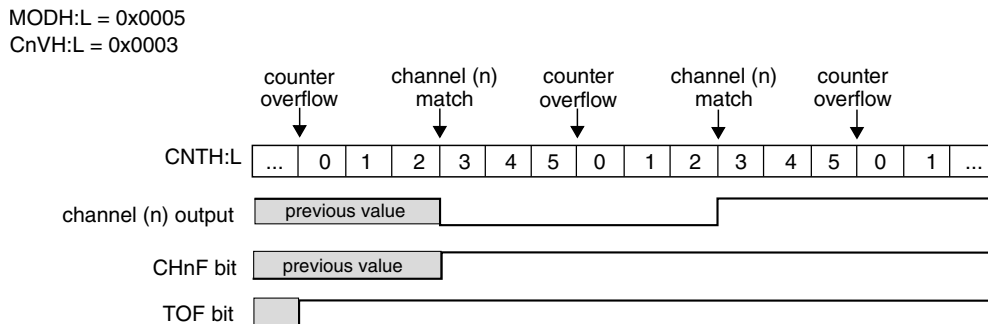 MODH:L = 0x0005
CnVH:L = 0x0003
counter overflow
channel (n) match
counter overflow
channel (n) match
counter overflow
CNTH:L ... 0 1 2 3 4 5 0 1 2 3 4 5 0 1 ...
channel (n) output previous value
CHnF bit previous value
TOF bit